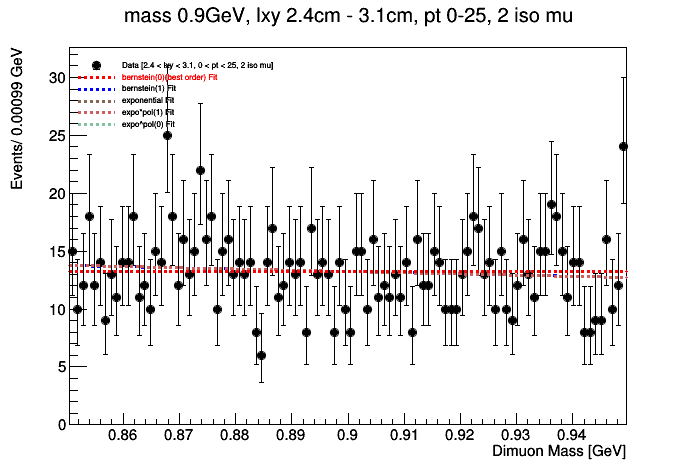 mass 0.9GeV, lxy 2.4cm - 3.1cm, pt 0-25, 2 iso mu
Events/ 0.00099 GeV
Data [2.4 < lxy < 3.1, 0 < pt < 25, 2 iso mu]
bernstein(0)(best order) Fit
bernstein(1) Fit
exponential Fit
expo*pol(1) Fit
expo*pol(0) Fit
30
25
20
15
10
5
0
0.86 0.87 0.88 0.89 0.9 0.91 0.92 0.93 0.94
Dimuon Mass [GeV]